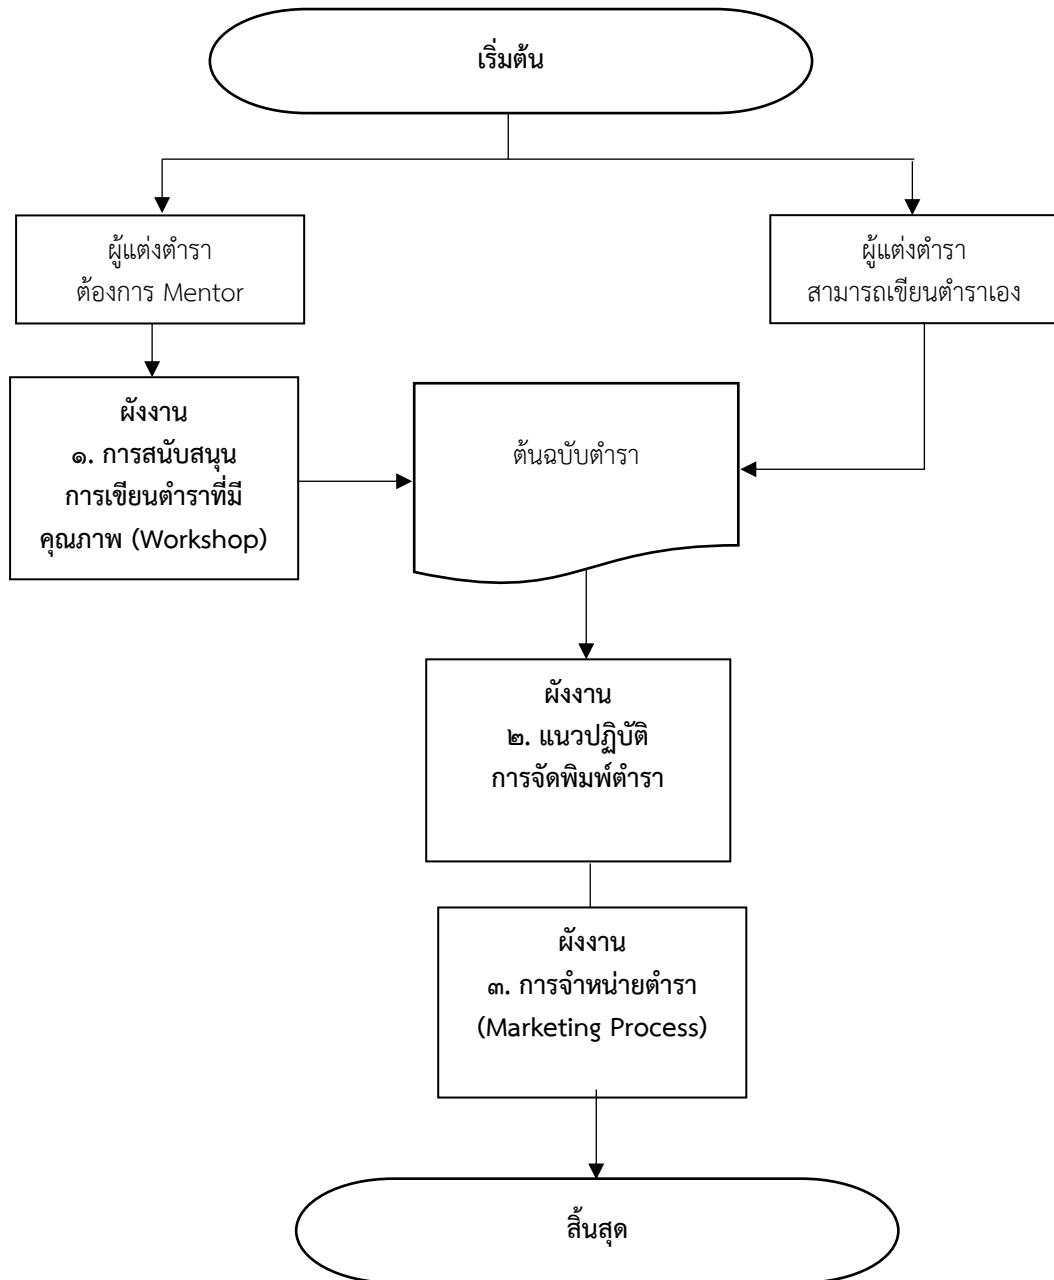 เริ่มต้น
ผู้แต่งตำรา
ต้องการ Mentor
ผู้แต่งตำรา
สามารถเขียนตำราเอง
ผังงาน
๑. การสนับสนุน
การเขียนตำราที่มี
คุณภาพ (Workshop)
ต้นฉบับตำรา
ผังงาน
๒. แนวปฏิบัติ
การจัดพิมพ์ตำรา
ผังงาน
๓. การจำหน่ายตำรา
(Marketing Process)
สิ้นสุด